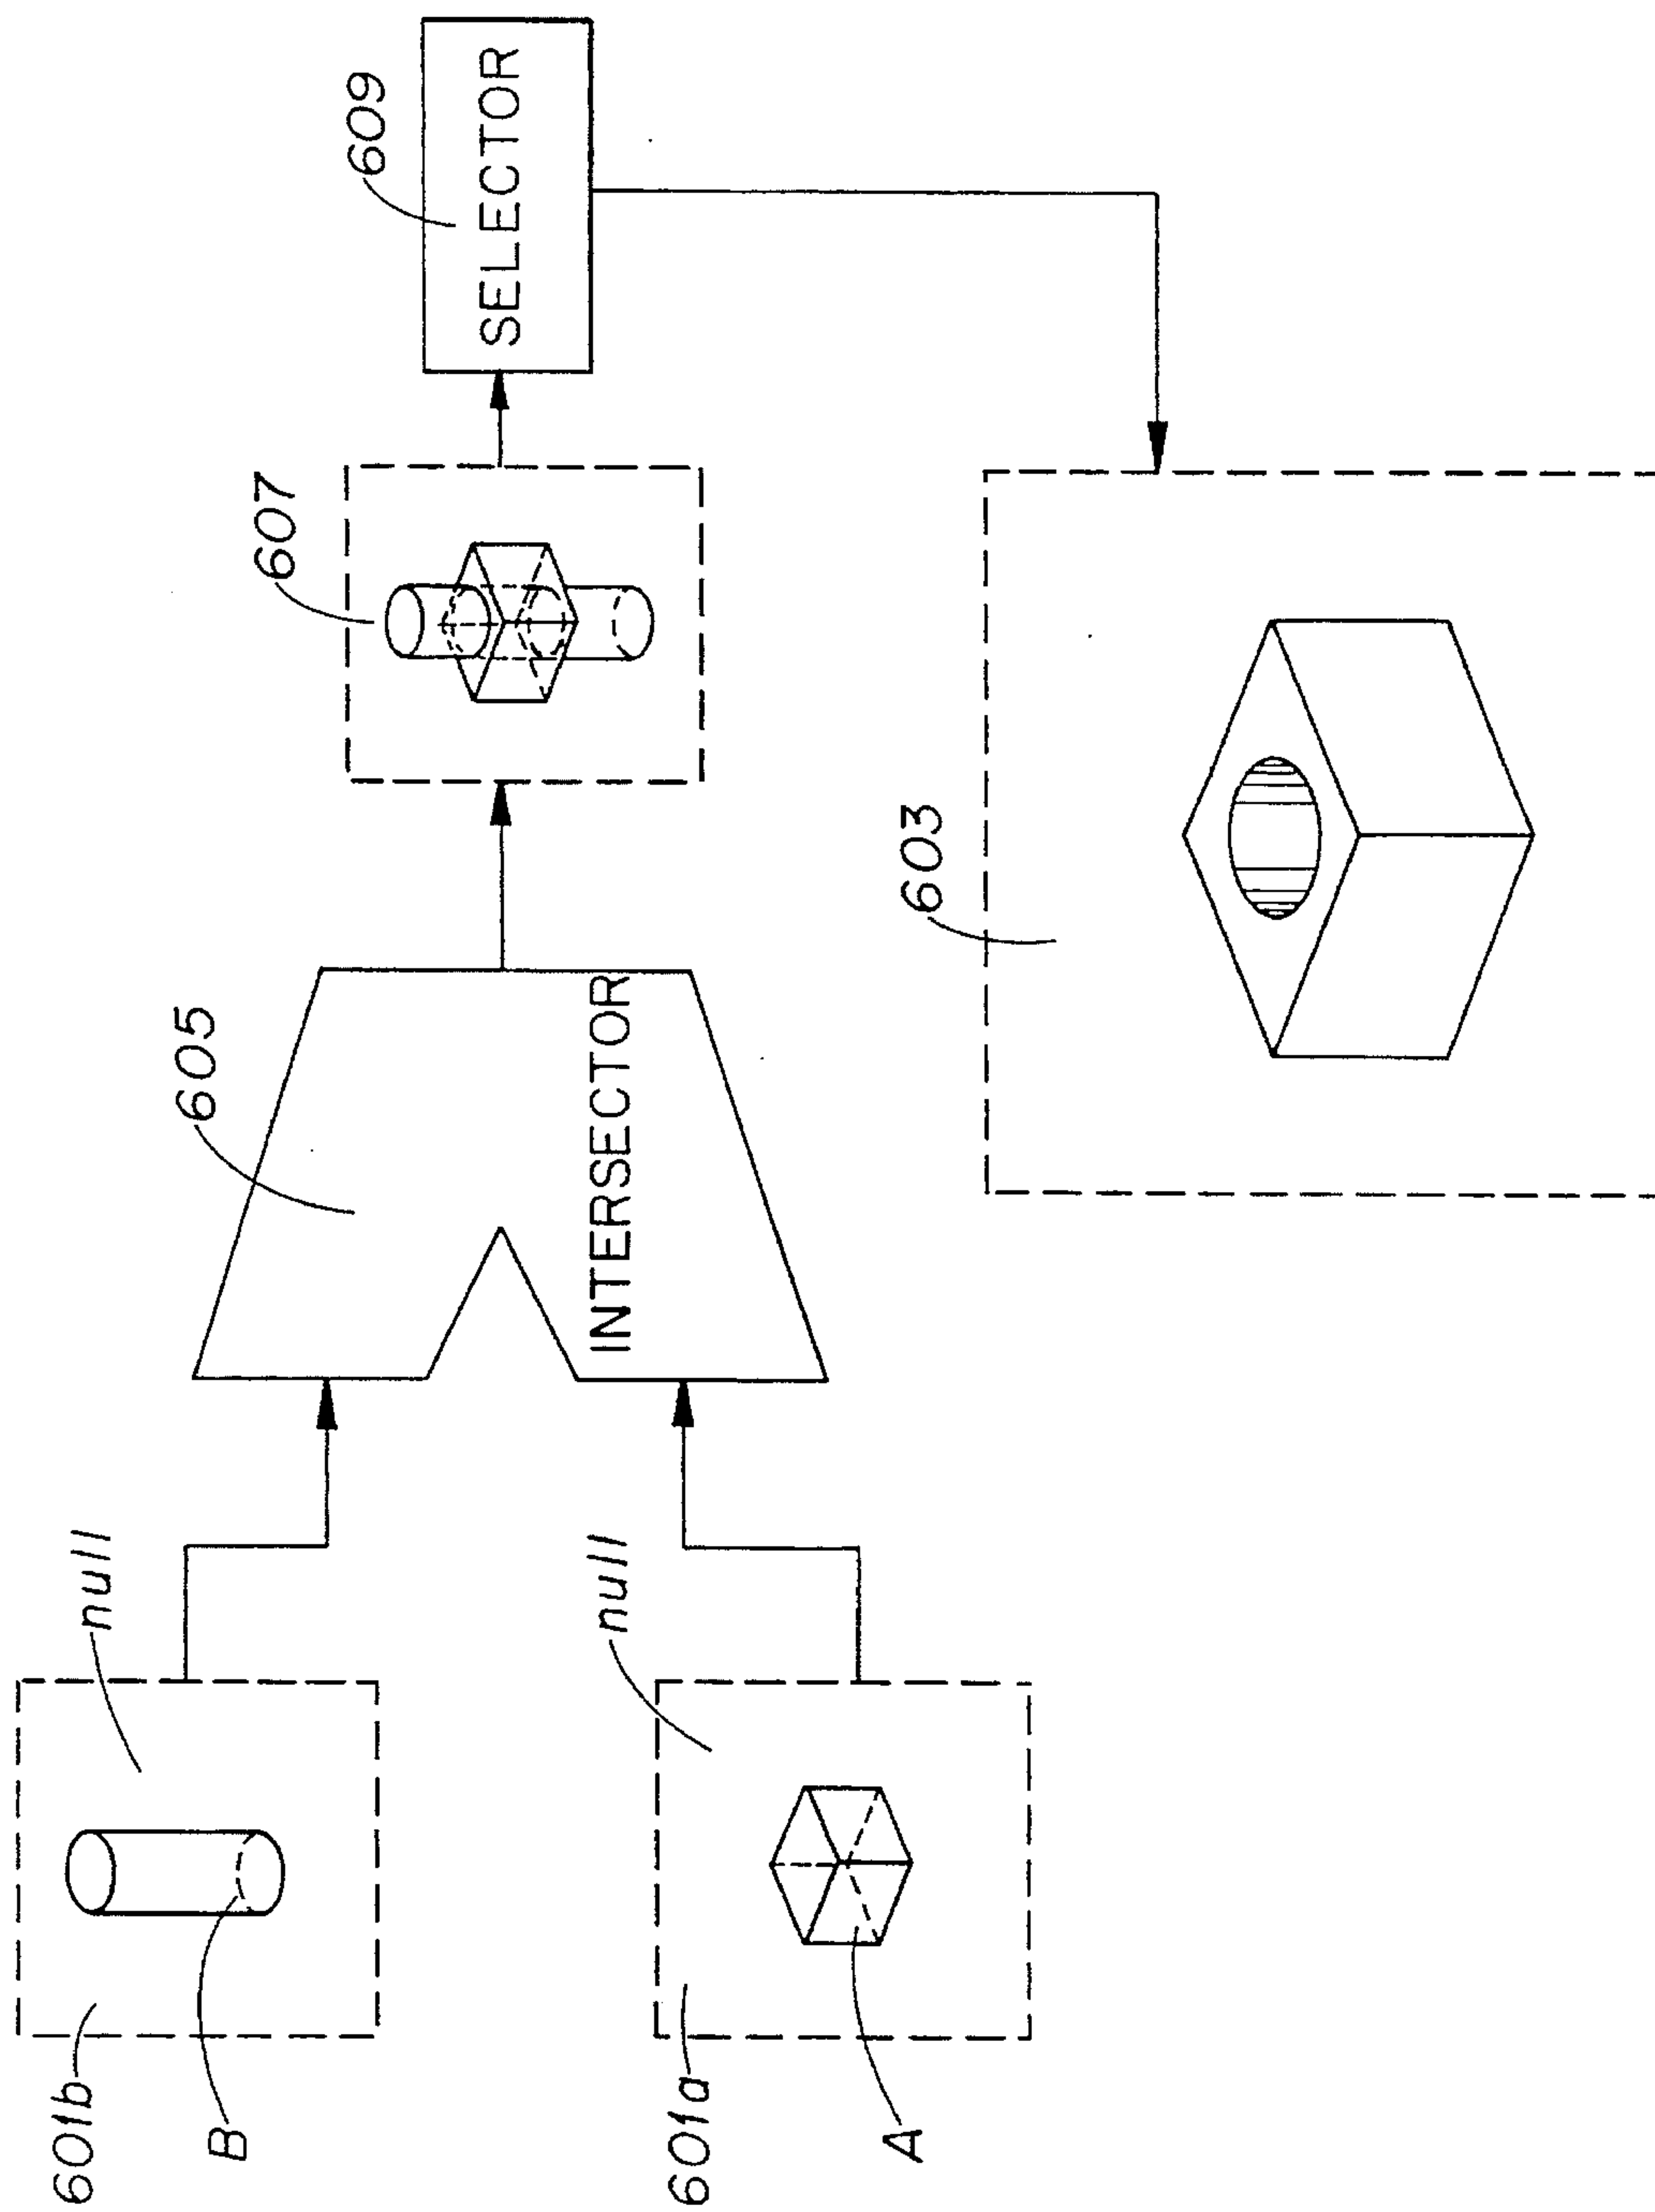 601b
B
null
601a
A
null
605
INTERSECTOR
607
609
SELECTOR
603